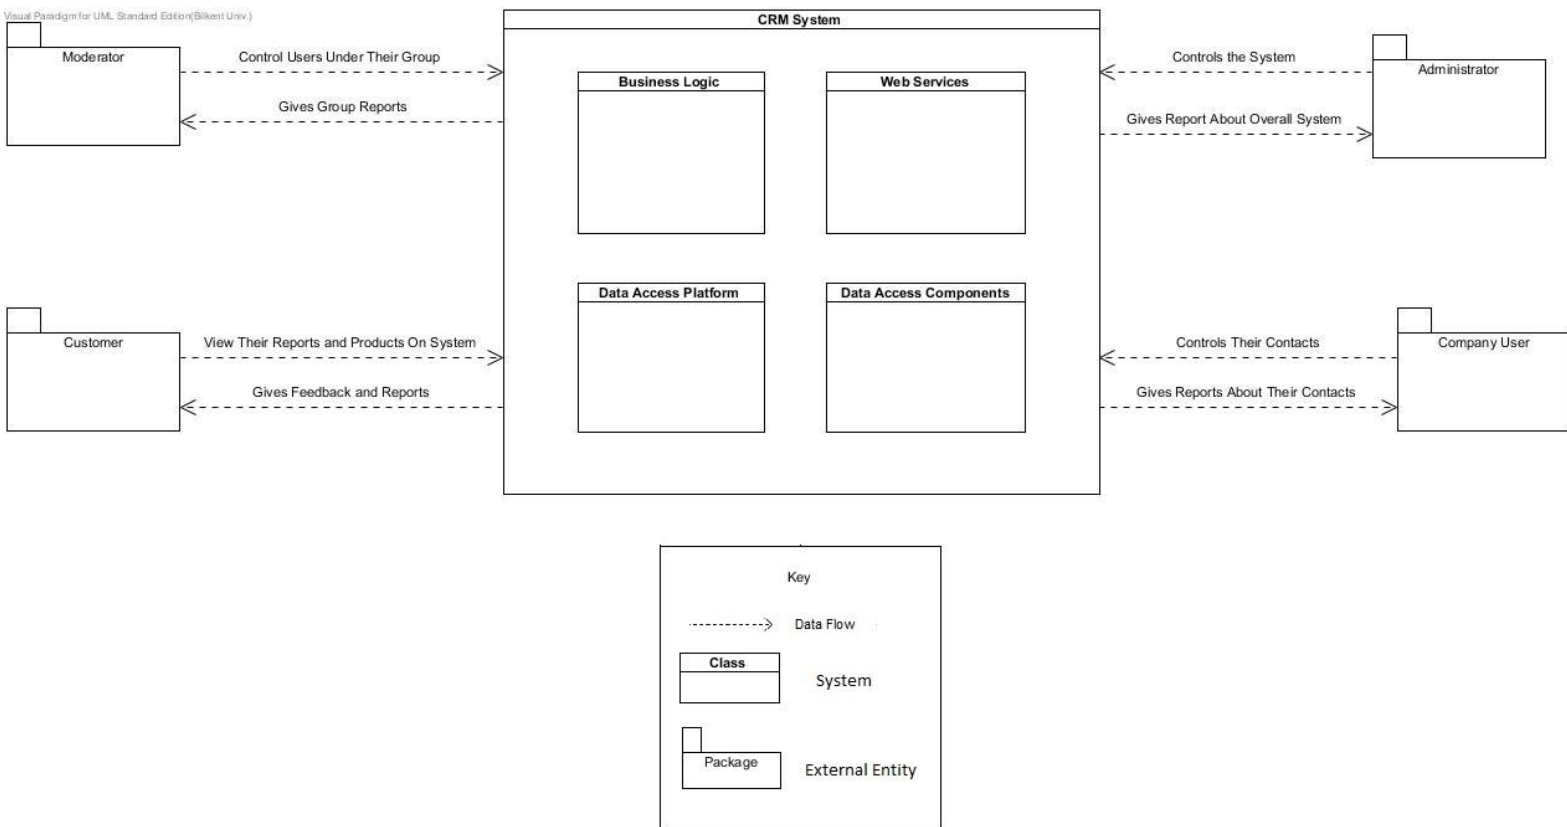 Visual Paradigm for UML Standard Edition(Bilkent Univ.)
CRM System
Moderator
Control Users Under Their Group
Gives Group Reports
Business Logic
Web Services
Controls the System
Administrator
Gives Report About Overall System
Data Access Platform
Data Access Components
Customer
View Their Reports and Products On System
Gives Feedback and Reports
Controls Their Contacts
Company User
Gives Reports About Their Contacts
Key
Data Flow
Class
System
Package
External Entity